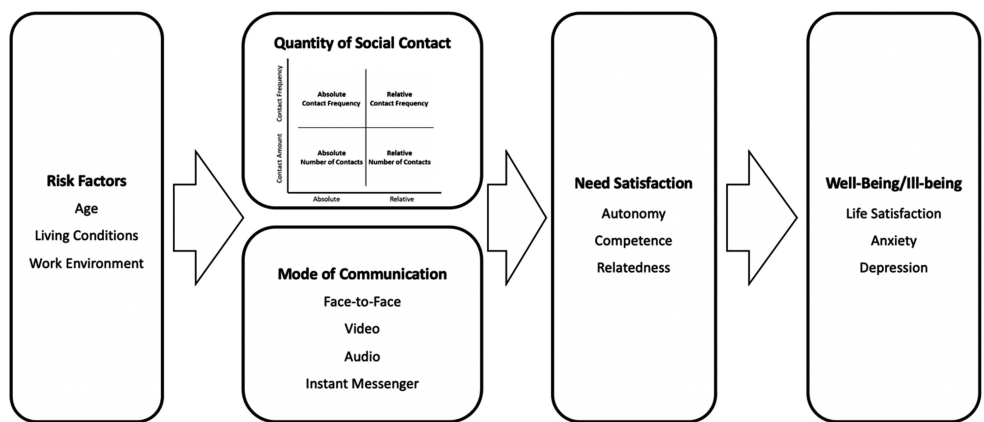 Risk Factors
Age
Living Conditions
Work Environment
Quantity of Social Contact
Contact Frequency
Contact Amount
Absolute
Contact Frequency
Relative
Contact Frequency
Absolute
Number of Contacts
Relative
Number of Contacts
Absolute
Relative
Mode of Communication
Face-to-Face
Video
Audio
Instant Messenger
Need Satisfaction
Autonomy
Competence
Relatedness
Well-Being/Ill-being
Life Satisfaction
Anxiety
Depression